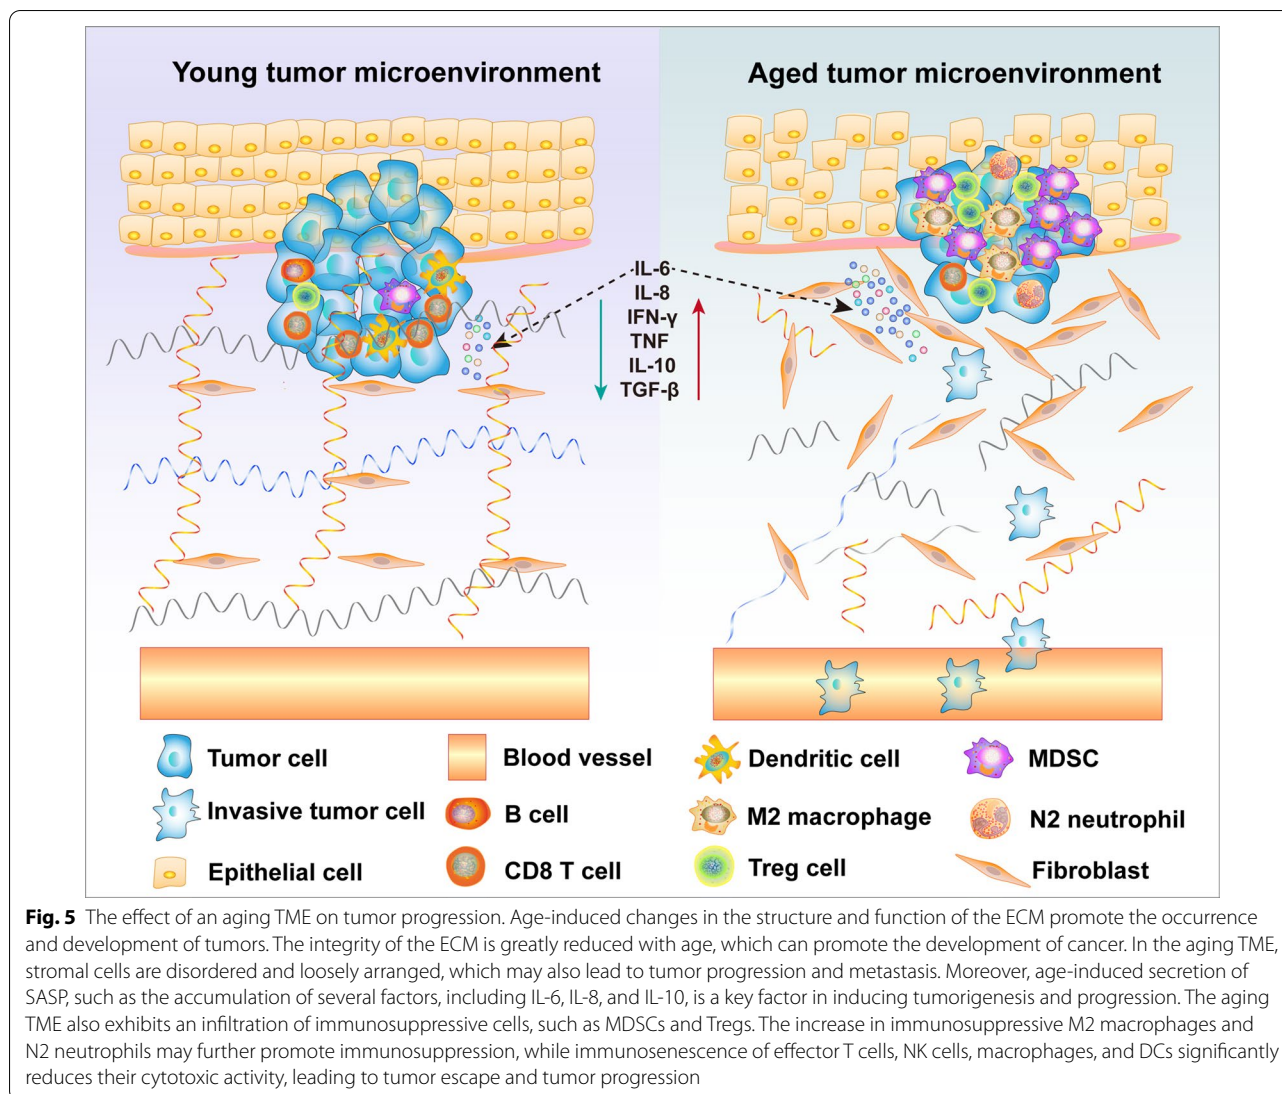 Young tumor microenvironment
Aged tumor microenvironment
IL-6
IL-8
IFN-γ
TNF
IL-10
TGF-β
Tumor cell
Blood vessel
Dendritic cell
MDSC
Invasive tumor cell
B cell
M2 macrophage
N2 neutrophil
Epithelial cell
CD8 T cell
Treg cell
Fibroblast
Fig. 5 The effect of an aging TME on tumor progression. Age-induced changes in the structure and function of the ECM promote the occurrence
and development of tumors. The integrity of the ECM is greatly reduced with age, which can promote the development of cancer. In the aging TME,
stromal cells are disordered and loosely arranged, which may also lead to tumor progression and metastasis. Moreover, age-induced secretion of
SASP, such as the accumulation of several factors, including IL-6, IL-8, and IL-10, is a key factor in inducing tumorigenesis and progression. The aging
TME also exhibits an infiltration of immunosuppressive cells, such as MDSCs and Tregs. The increase in immunosuppressive M2 macrophages and
N2 neutrophils may further promote immunosuppression, while immunosenescence of effector T cells, NK cells, macrophages, and DCs significantly
reduces their cytotoxic activity, leading to tumor escape and tumor progression